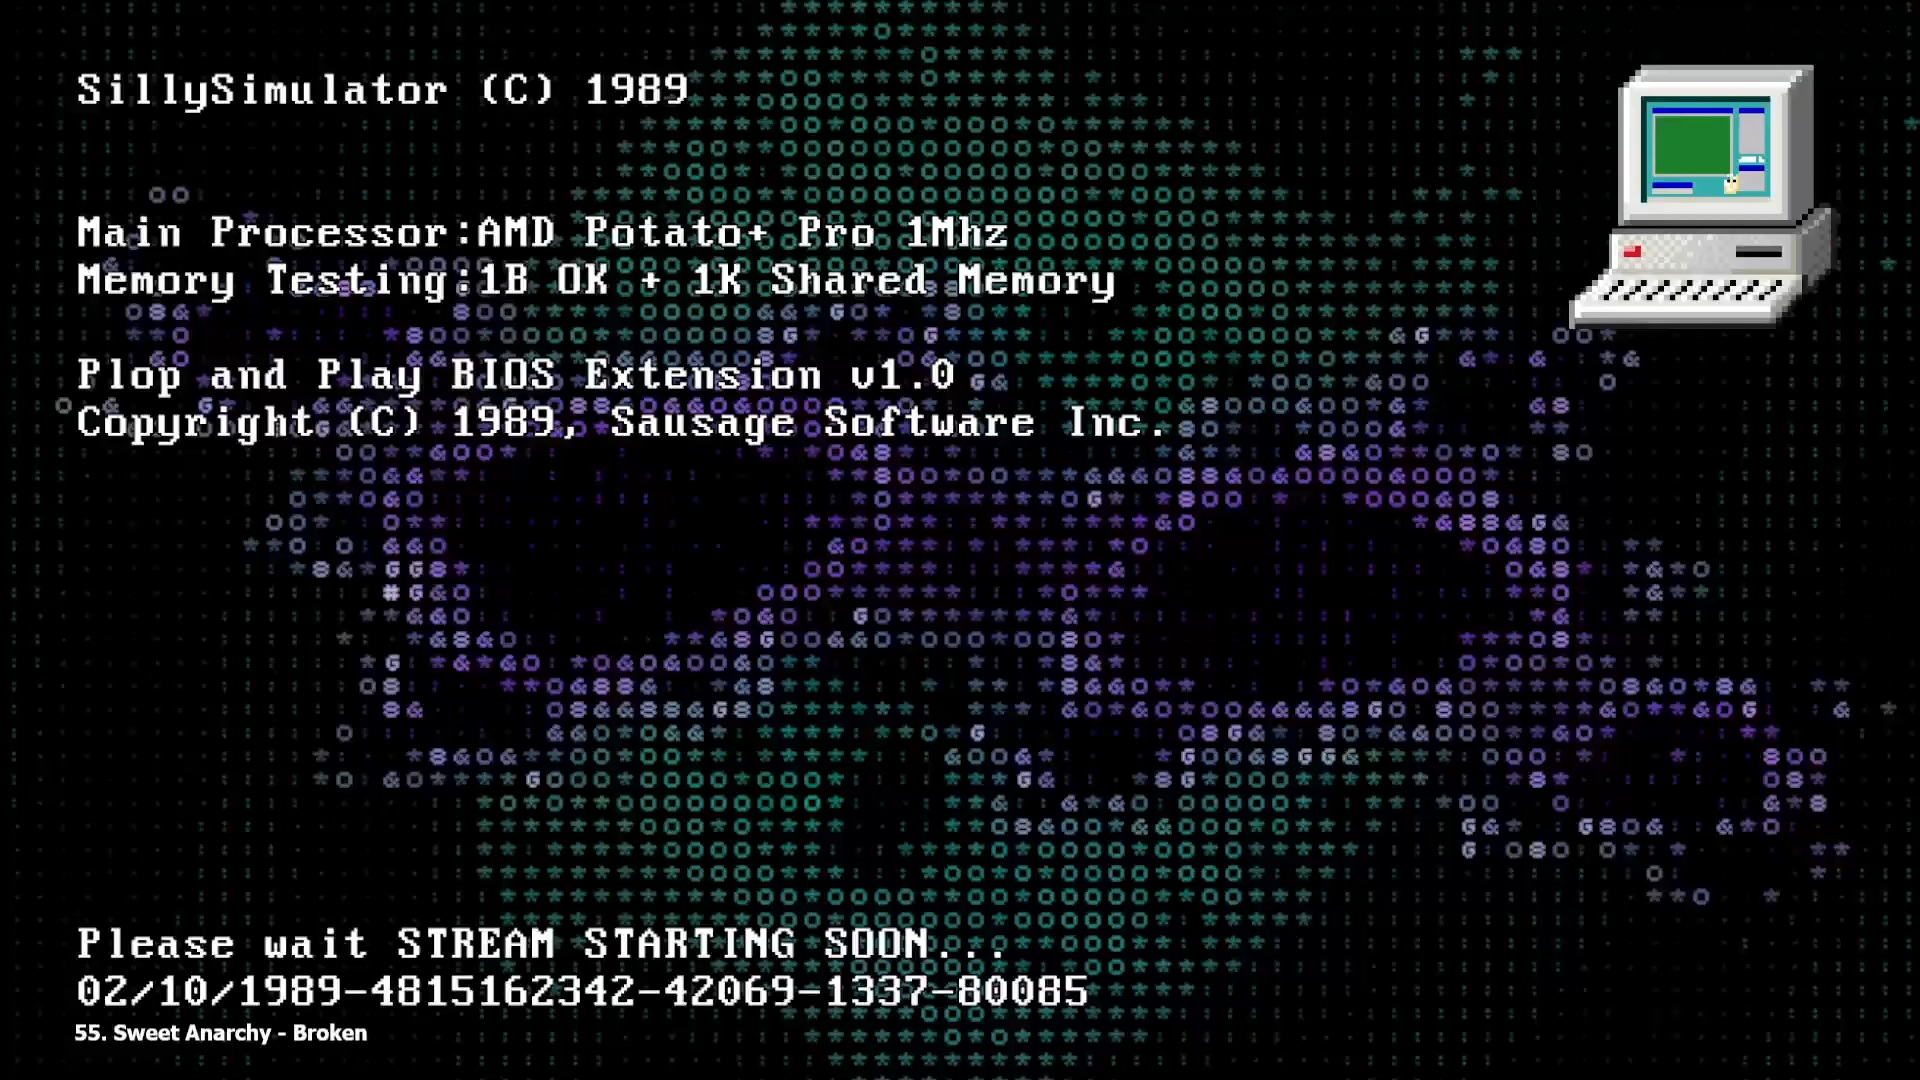 SillySimulator (C) 1989
Main Processor:AMD Potato+ Pro 1Mhz
Memory Testing:1B OK + 1K Shared Memory
Plop and Play BIOS Extension v1.0
Copyright (C) 1989, Sausage Software Inc.
Please wait STREAM STARTING SOON...
02/10/1989-4815162342-42069-1337-80085
55. Sweet Anarchy - Broken